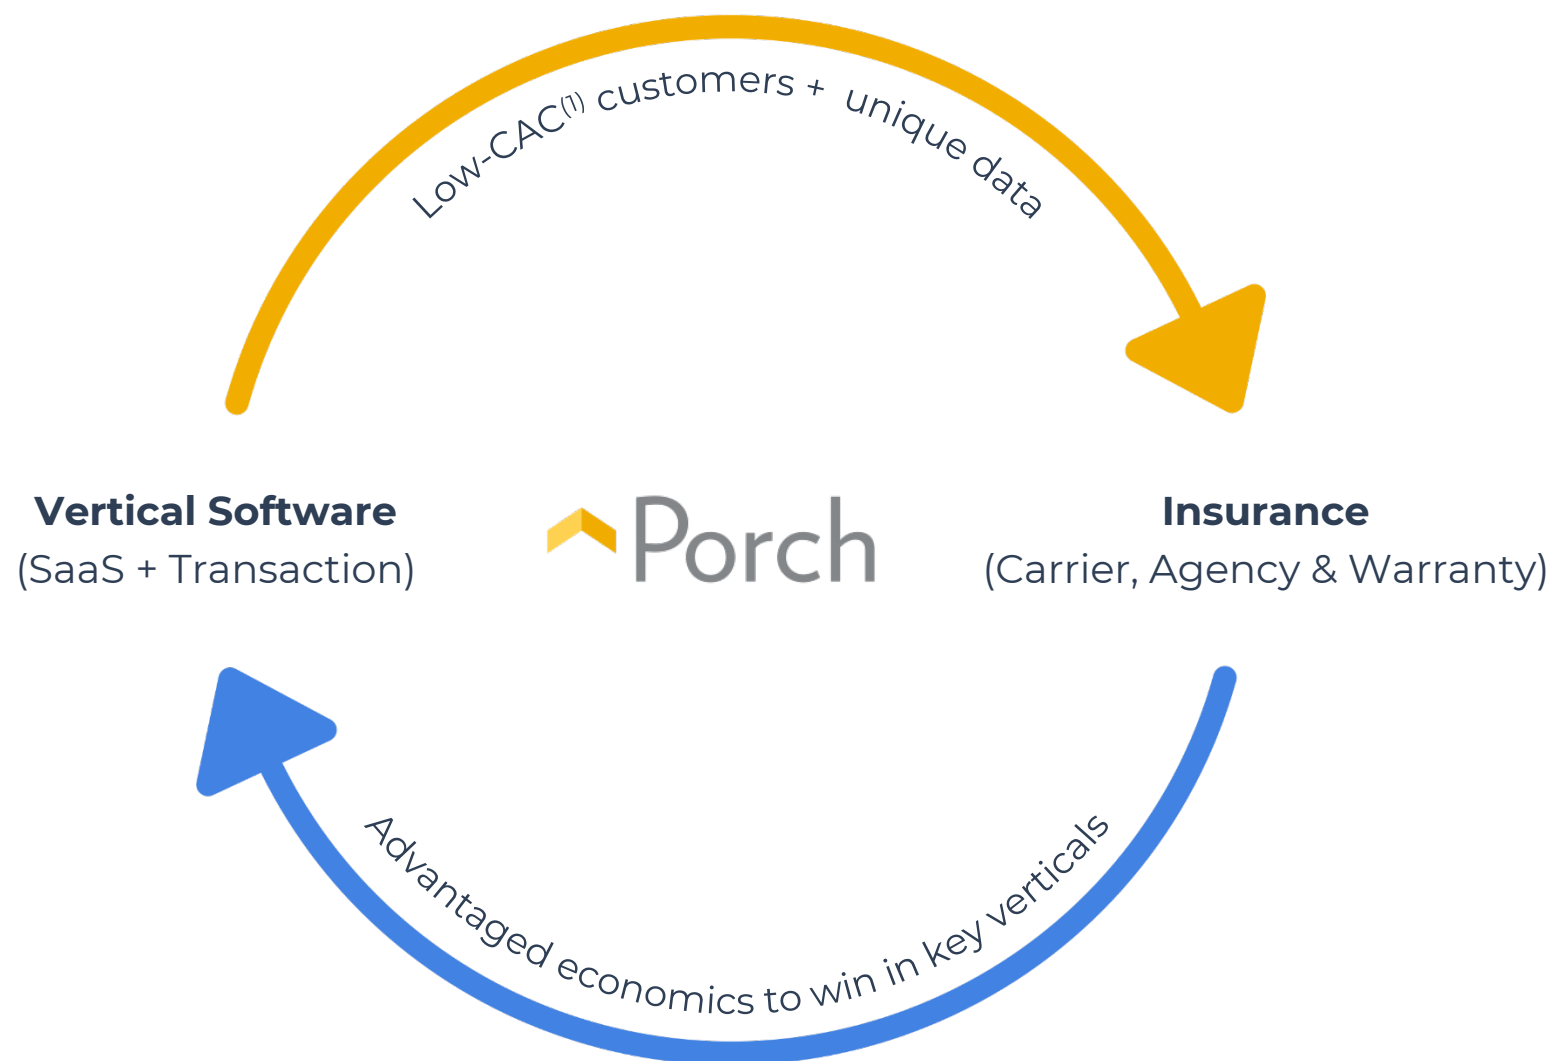 Low-CAC(1) customers + unique data
Vertical Software
(SaaS + Transaction)
Porch
Insurance
(Carrier, Agency & Warranty)
Advantaged economics to win in key verticals